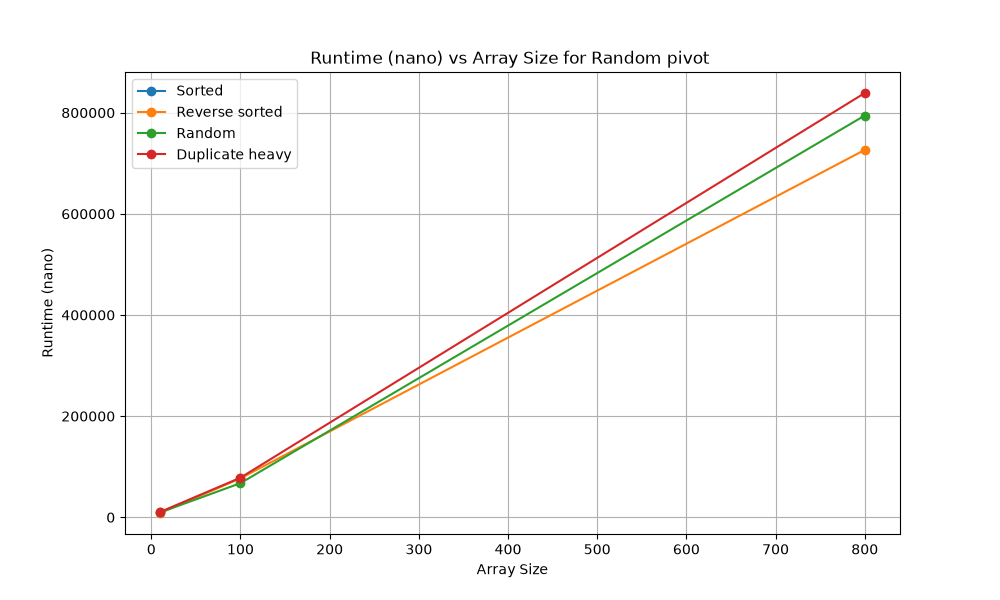 Runtime (nano) vs Array Size for Random pivot
Sorted
Reverse sorted
Random
Duplicate heavy
800000
600000
400000
200000
0
Runtime (nano)
0 100 200 300 400 500 600 700 800
Array Size